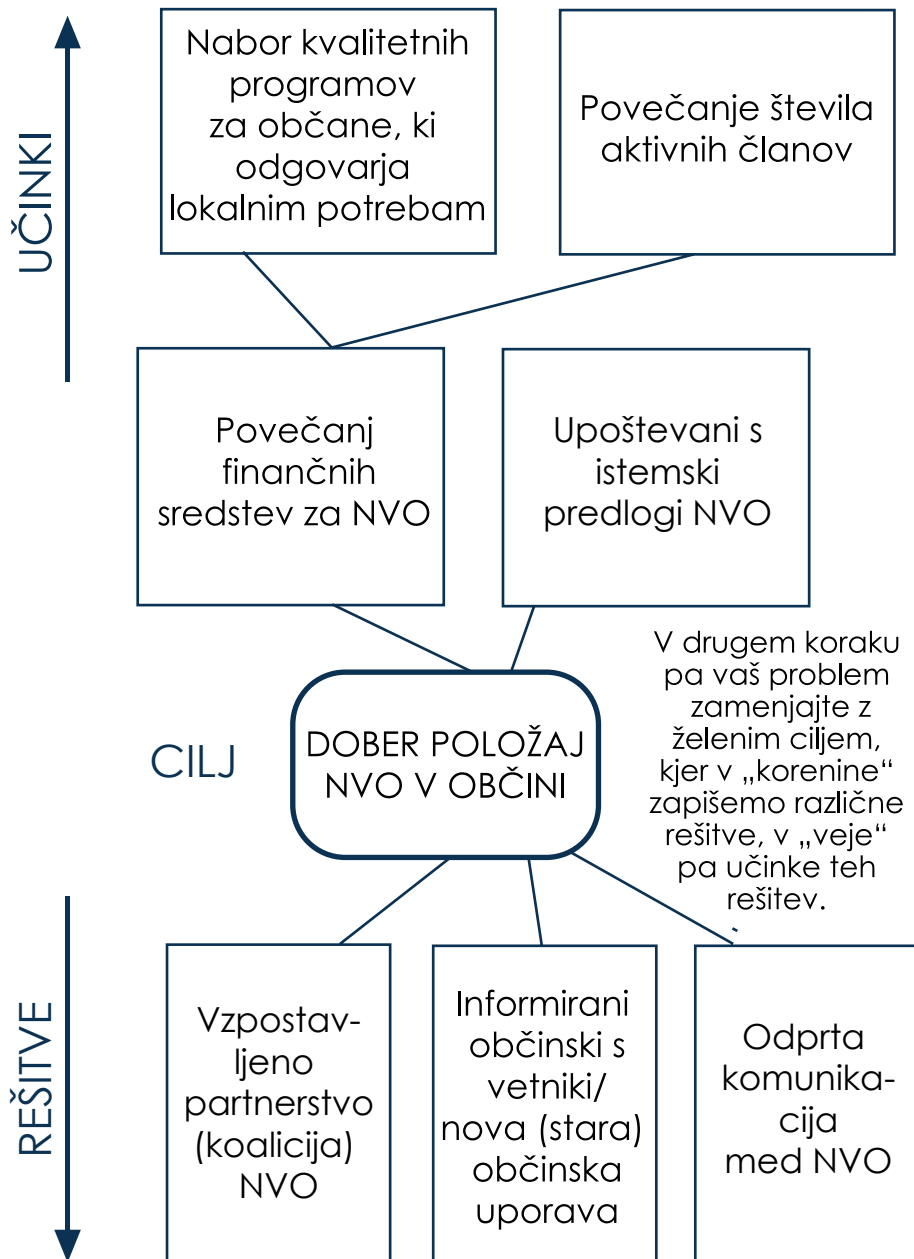 UČINKI
Nabor kvalitetnih
programov
za občane, ki
odgovarja
lokalnim potrebam
Povečanje števila
aktivnih članov
Povečanj
finančnih
sredstev za NVO
Upoštevani s
istemski
predlogi NVO
CILJ
DOBER POLOŽAJ
NVO V OBČINI
V drugem koraku
pa vaš problem
zamenjajte z
želenim ciljem,
kjer v „korenine“
zapišemo različne
rešitve, v „veje“
pa učinke teh
rešitev.
REŠITVE
Vzpostav-
ljeno
partnerstvo
(koalicija)
NVO
Informirani
občinski s
vetniki/
nova (stara)
občinska
uporava
Odprta
komunika-
cija
med NVO